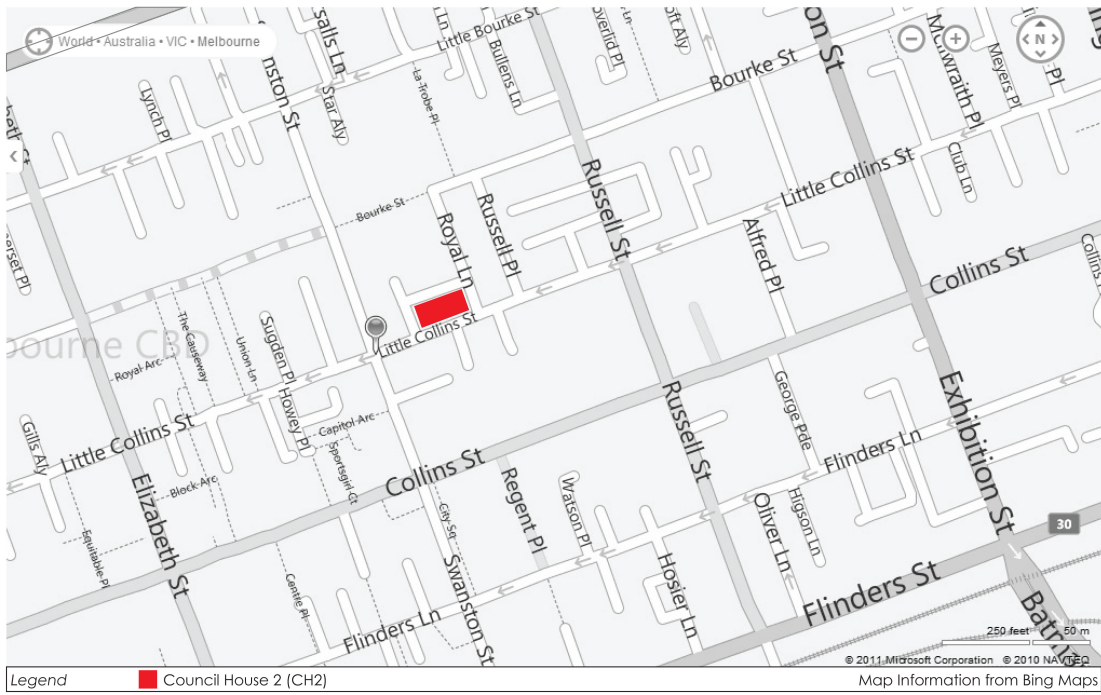 World • Australia • VIC • Melbourne
Little Bourke St
Star Aly
Bullens Ln
La Trobe Pl
Lynch Pl
Bourke St
Meyers Pl
Club Ln
Little Collins St
Russell St
Bourke St
Royal Ln
Russell Pl
Alfred Pl
Collins St
Little Collins St
The Causeway
Union Ln
Royal Arc
Sugden Pl
Howey Pl
Capitol Arc
Sportsgirl Ct
Little Collins St
Gills Aly
Block Arc
Equitable Pl
Elizabeth St
Collins St
Regent Pl
Watson Pl
City Sq
Swanston St
Centre Pl
Flinders Ln
Russell St
George Pde
Flinders Ln
Exhibition St
Oliver Ln
Higson Ln
Hosier Ln
Flinders St
30
250 feet
50 m
© 2011 Microsoft Corporation © 2010 NAVTEQ
Legend
Council House 2 (CH2)
Map Information from Bing Maps